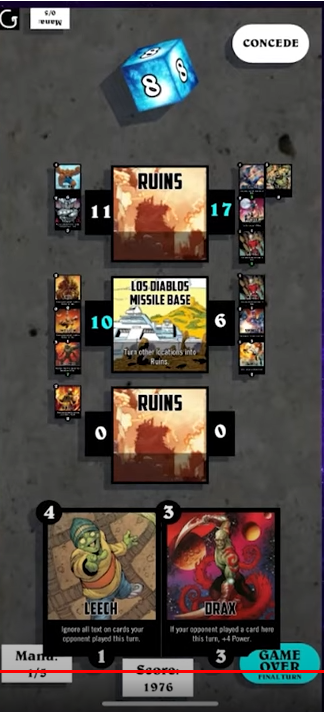 Mana:
0/5
CONCEDE
8
8
RUINS
11
17
LOS DIABLOS
MISSILE BASE
Turn other locations into
Ruins.
10
6
RUINS
0
0
4
3
LEECH
DRAX
Ignore all text on cards your
opponent played this turn.
If your opponent played a card here
this turn, +4 Power.
Mana:
1/5
1
Score:
1976
3
GAME
OVER
FINAL TURN